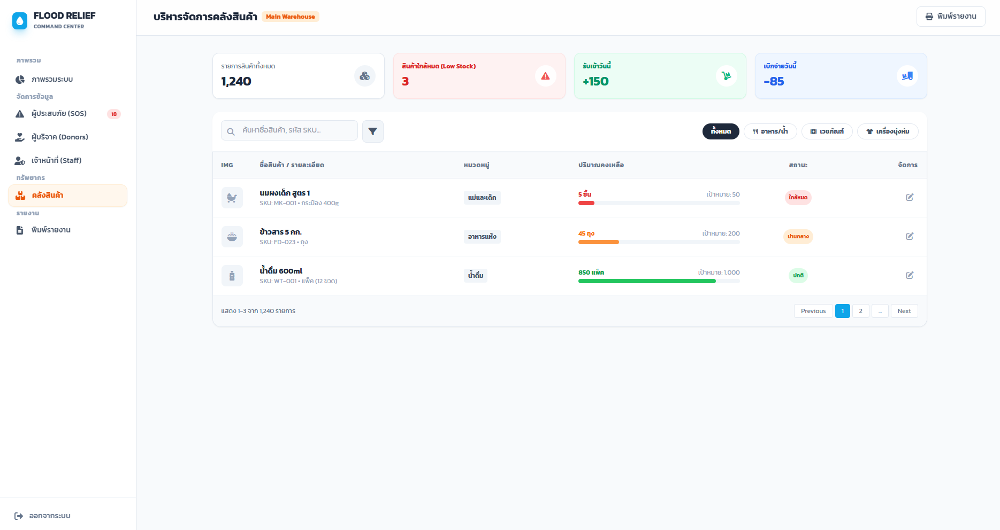 FLOOD RELIEF
COMMAND CENTER
ภาพรวม
ภาพรวมระบบ
จัดการข้อมูล
ผู้ประสบภัย (SOS) 18
ผู้บริจาค (Donors)
เจ้าหน้าที่ (Staff)
ทรัพยากร
คลังสินค้า
รายงาน
พิมพ์รายงาน
ออกจากระบบ
บริหารจัดการคลังสินค้า Main Warehouse
พิมพ์รายงาน
รายการสินค้าทั้งหมด
1,240
สินค้าใกล้หมด (Low Stock)
3
รับเข้าวันนี้
+150
เบิกจ่ายวันนี้
-85
ค้นหาชื่อสินค้า, รหัส SKU...
ทั้งหมด อาหาร/น้ำ เวชภัณฑ์ เครื่องนุ่งห่ม
IMG ชื่อสินค้า / รายละเอียด หมวดหมู่ ปริมาณคงเหลือ สถานะ จัดการ
นมผงเด็ก สูตร 1
SKU: MK-001 • กระป๋อง 400g
แม่และเด็ก
5 ชิ้น เป้าหมาย: 50
ใกล้หมด
ข้าวสาร 5 กก.
SKU: FD-023 • ถุง
อาหารแห้ง
45 ถุง เป้าหมาย: 200
ปานกลาง
น้ำดื่ม 600ml
SKU: WT-001 • แพ็ค (12 ขวด)
น้ำดื่ม
850 แพ็ค เป้าหมาย: 1,000
ปกติ
แสดง 1-3 จาก 1,240 รายการ
Previous 1 2 ... Next